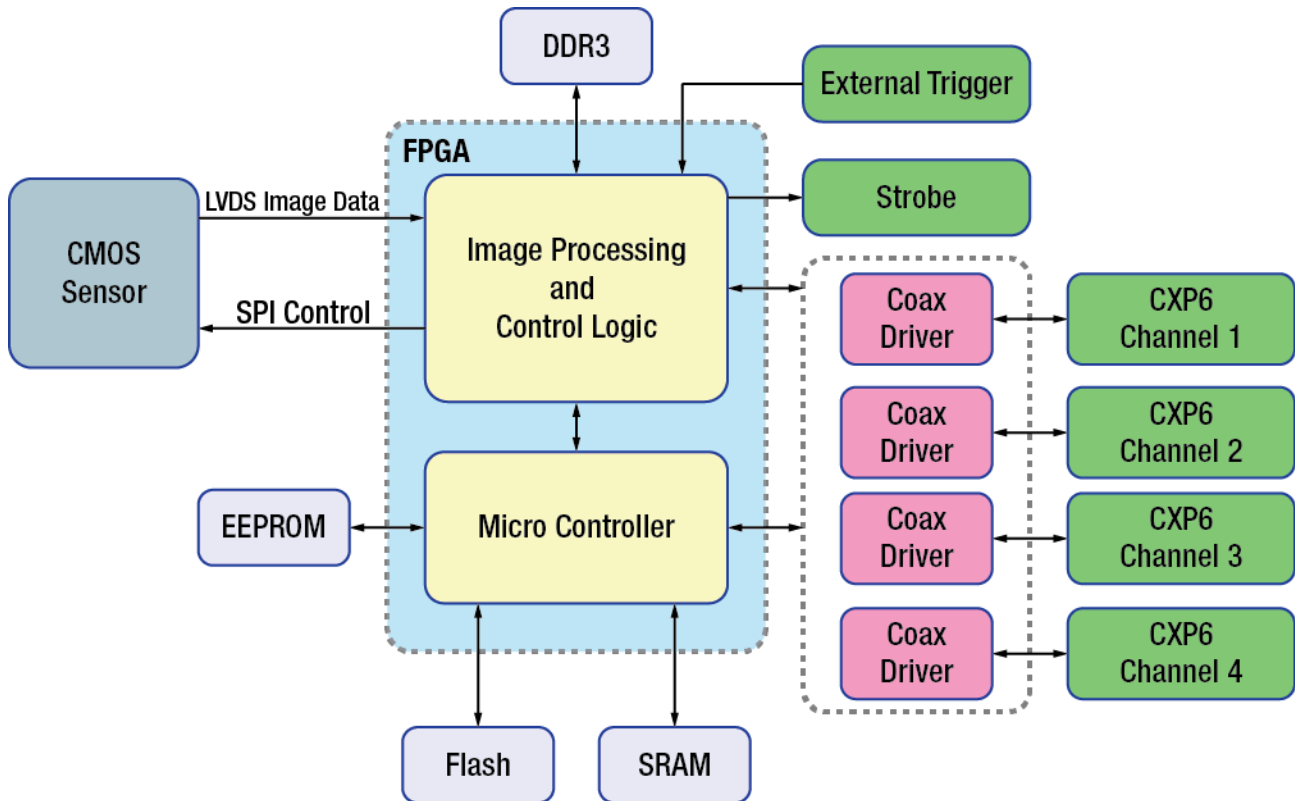 DDR3
External Trigger
FPGA
LVDS Image Data
Strobe
CMOS
Sensor
Image Processing
and
Control Logic
SPI Control
Coax
Driver
CXP6
Channel 1
Coax
Driver
CXP6
Channel 2
EEPROM
Micro Controller
Coax
Driver
CXP6
Channel 3
Coax
Driver
CXP6
Channel 4
Flash
SRAM